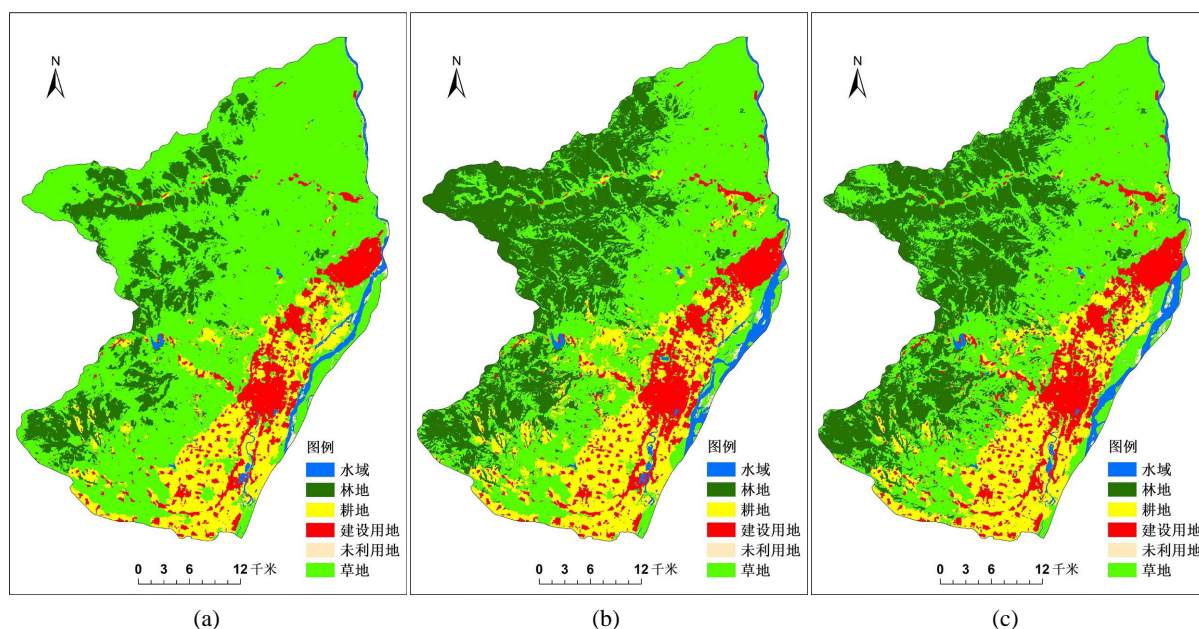 N
图例
水域
林地
耕地
建设用地
未利用地
草地
0 3 6 12 千米
(a)
N
图例
水域
林地
耕地
建设用地
未利用地
草地
0 3 6 12 千米
(b)
N
图例
水域
林地
耕地
建设用地
未利用地
草地
0 3 6 12 千米
(c)